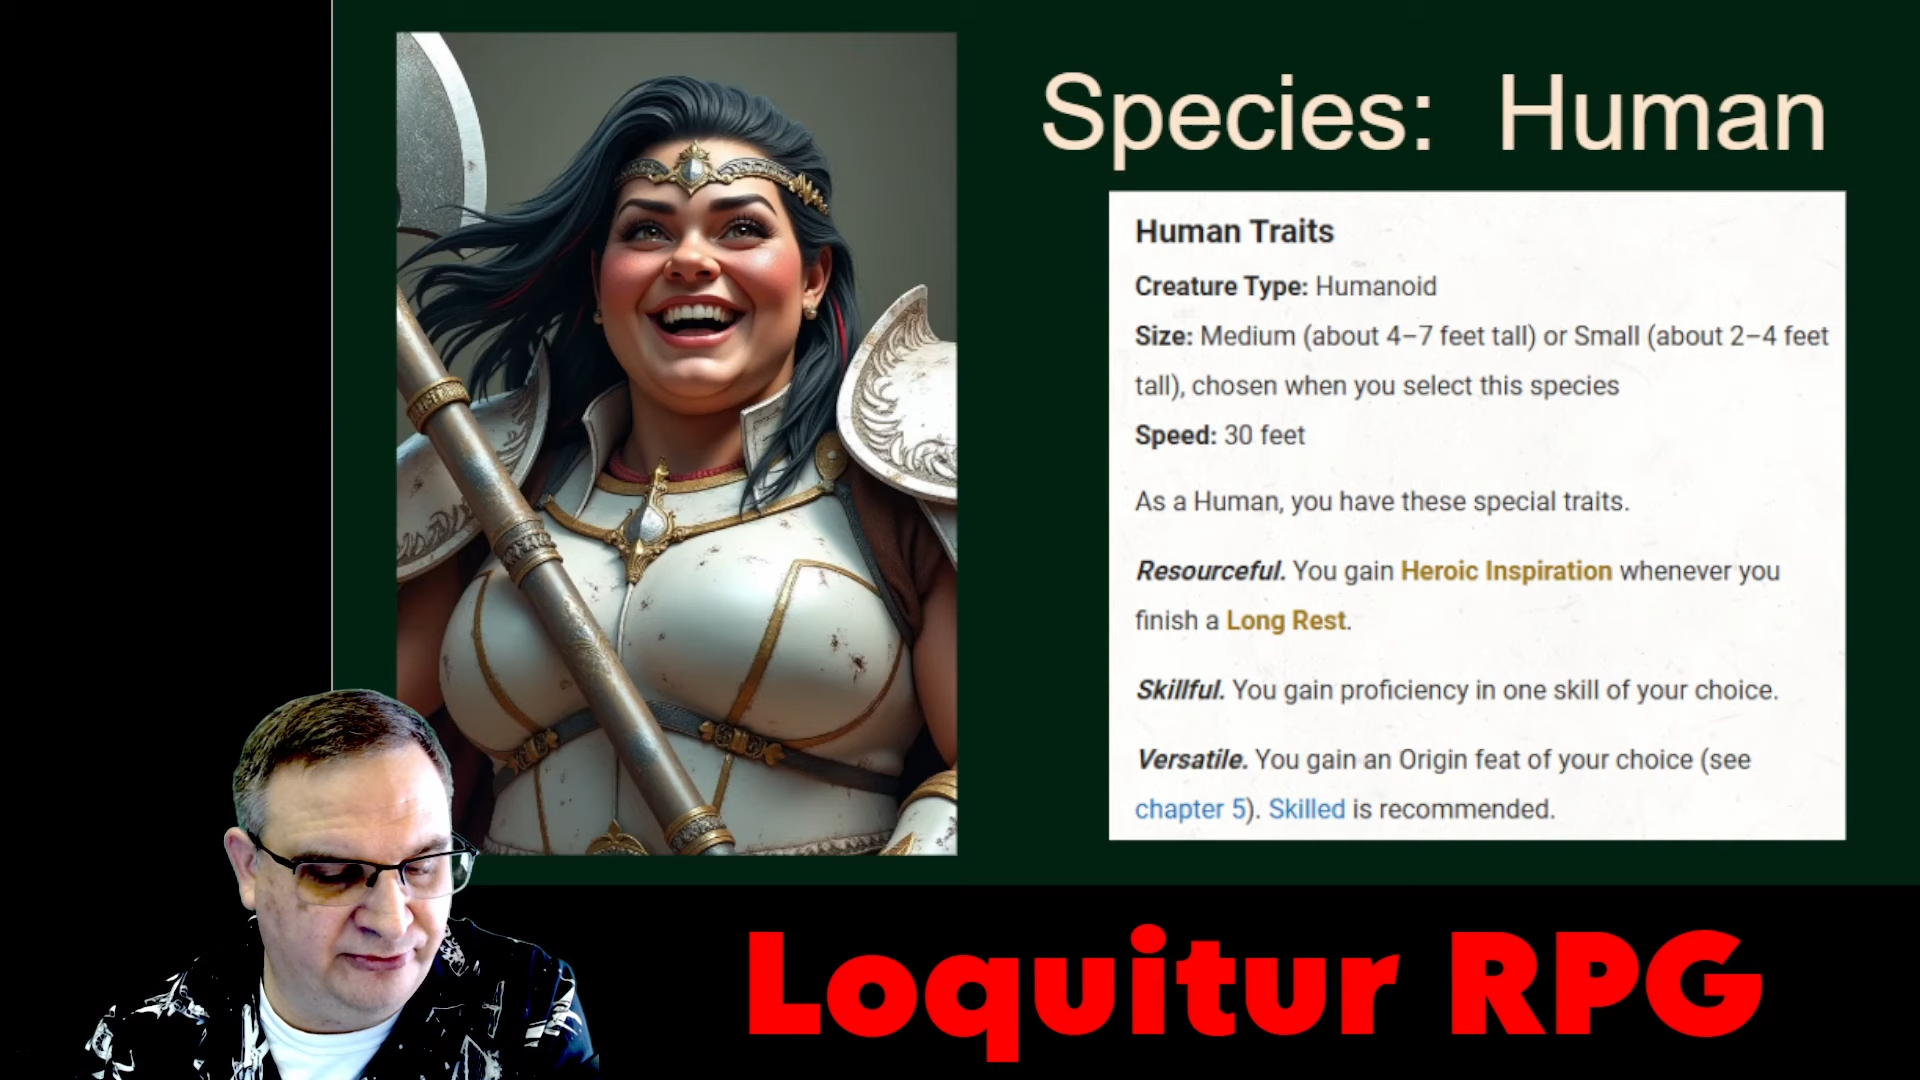 Species: Human
Human Traits
Creature Type: Humanoid
Size: Medium (about 4–7 feet tall) or Small (about 2–4 feet
tall), chosen when you select this species
Speed: 30 feet
As a Human, you have these special traits.
Resourceful. You gain Heroic Inspiration whenever you
finish a Long Rest.
Skillful. You gain proficiency in one skill of your choice.
Versatile. You gain an Origin feat of your choice (see
chapter 5). Skilled is recommended.
Loquitur RPG